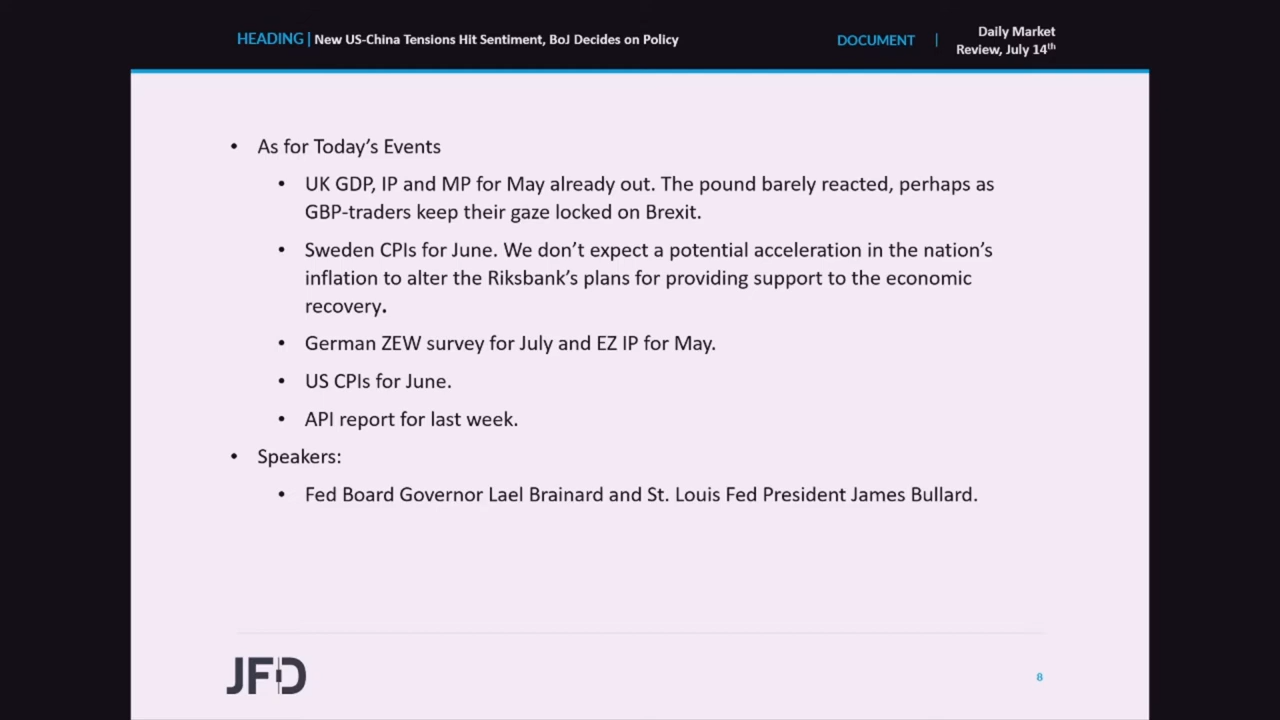 HEADING | New US-China Tensions Hit Sentiment, BoJ Decides on Policy
DOCUMENT | Daily Market
Review, July 14th
• As for Today's Events
• UK GDP, IP and MP for May already out. The pound barely reacted, perhaps as
GBP-traders keep their gaze locked on Brexit.
• Sweden CPIs for June. We don't expect a potential acceleration in the nation's
inflation to alter the Riksbank's plans for providing support to the economic
recovery.
• German ZEW survey for July and EZ IP for May.
• US CPIs for June.
• API report for last week.
• Speakers:
• Fed Board Governor Lael Brainard and St. Louis Fed President James Bullard.
JFD
8